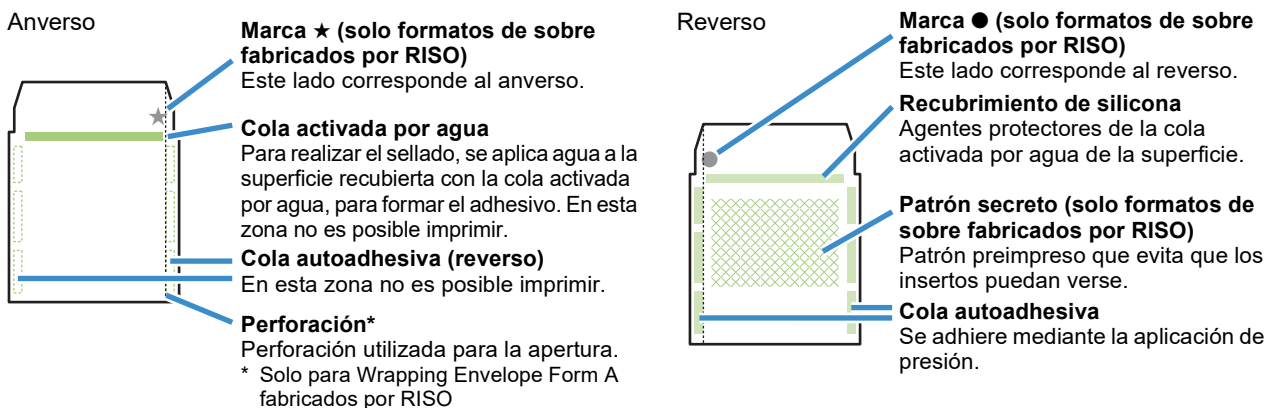 Anverso
Marca ★ (solo formatos de sobre
fabricados por RISO)
Este lado corresponde al anverso.
Cola activada por agua
Para realizar el sellado, se aplica agua a la
superficie recubierta con la cola activada
por agua, para formar el adhesivo. En esta
zona no es posible imprimir.
Cola autoadhesiva (reverso)
En esta zona no es posible imprimir.
Perforación*
Perforación utilizada para la apertura.
* Solo para Wrapping Envelope Form A
fabricados por RISO
Reverso
Marca ● (solo formatos de sobre
fabricados por RISO)
Este lado corresponde al reverso.
Recubrimiento de silicona
Agentes protectores de la cola
activada por agua de la superficie.
Patrón secreto (solo formatos de
sobre fabricados por RISO)
Patrón preimpreso que evita que los
insertos puedan verse.
Cola autoadhesiva
Se adhiere mediante la aplicación de
presión.